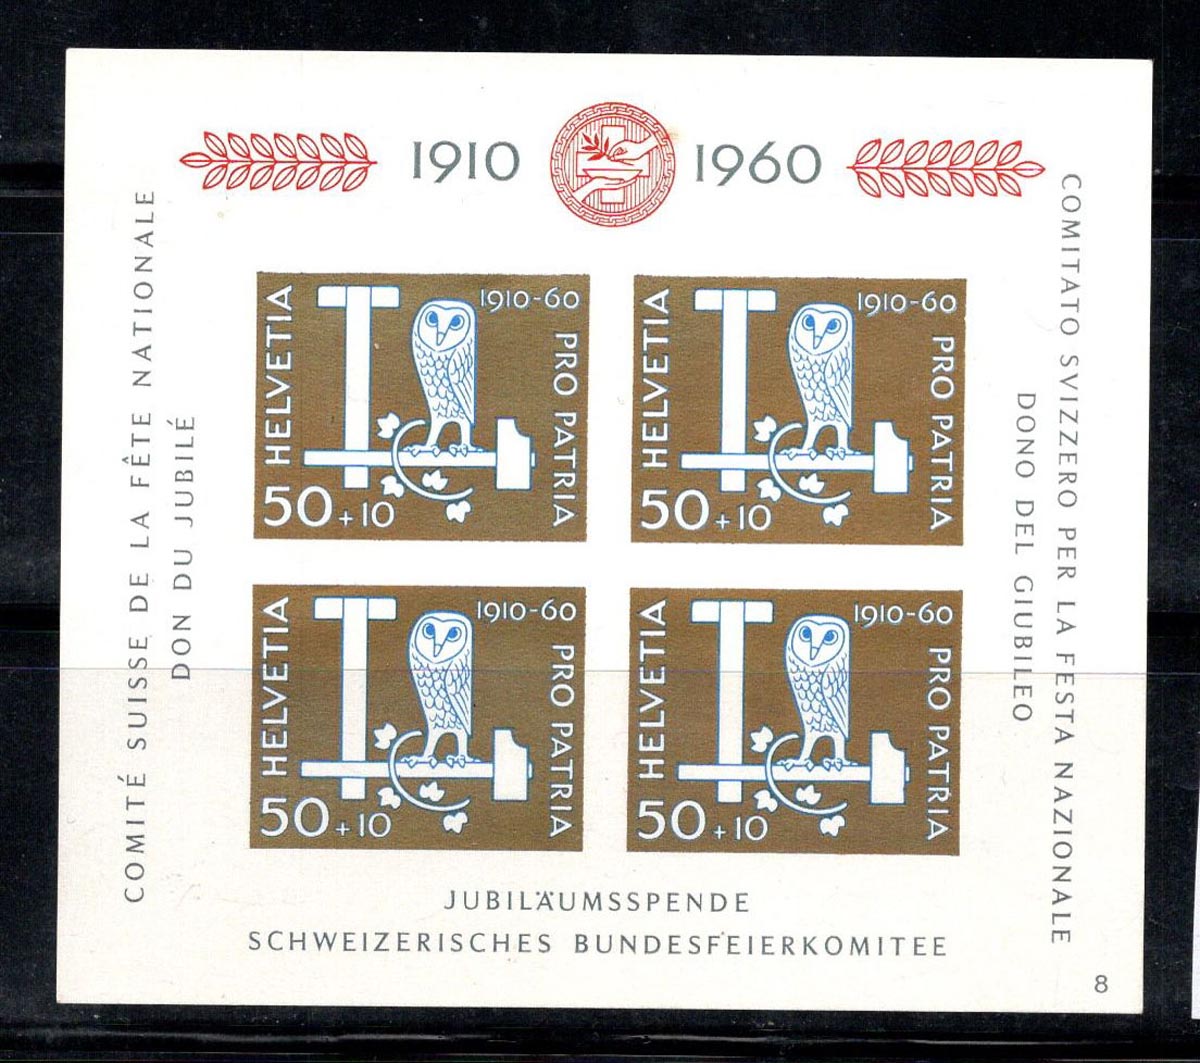 1910 1960
COMITÉ SUISSE DE LA FÊTE NATIONALE
DON DU JUBILÉ
HELVETIA
1910-60
PRO PATRIA
50+10
HELVETIA
1910-60
PRO PATRIA
50+10
HELVETIA
1910-60
PRO PATRIA
50+10
HELVETIA
1910-60
PRO PATRIA
50+10
COMITATO SVIZZERO PER LA FESTA NAZIONALE
DONO DEL GIUBILEO
JUBILÄUMSSPENDE
SCHWEIZERISCHES BUNDESFEIERKOMITEE
8